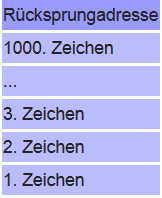 Rücksprungadresse
1000. Zeichen
...
3. Zeichen
2. Zeichen
1. Zeichen